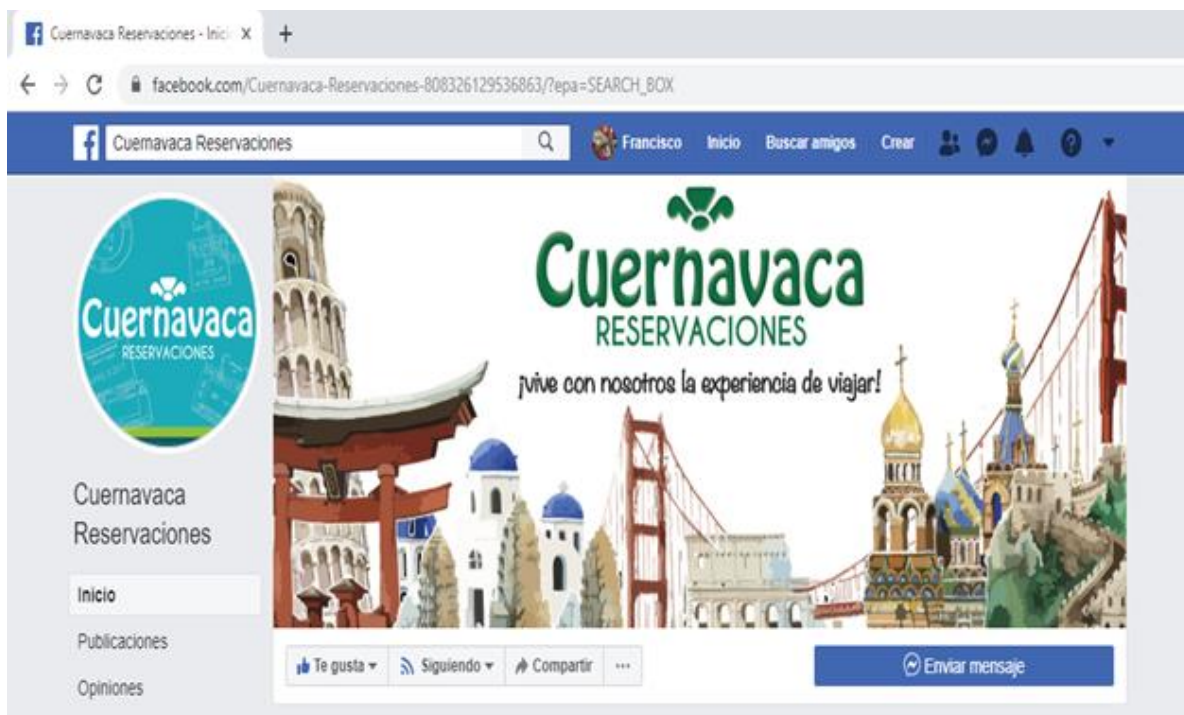 Cuernavaca Reservaciones - Inici
facebook.com/Cuernavaca-Reservaciones-808326129536863/?epa=SEARCH_BOX
Cuernavaca Reservaciones
Francisco
Inicio
Buscar amigos
Crear
Cuernavaca
RESERVACIONES
Cuernavaca
RESERVACIONES
¡vive con nosotros la experiencia de viajar!
Cuernavaca
Reservaciones
Inicio
Publicaciones
Opiniones
Te gusta
Siguiendo
Compartir
Enviar mensaje